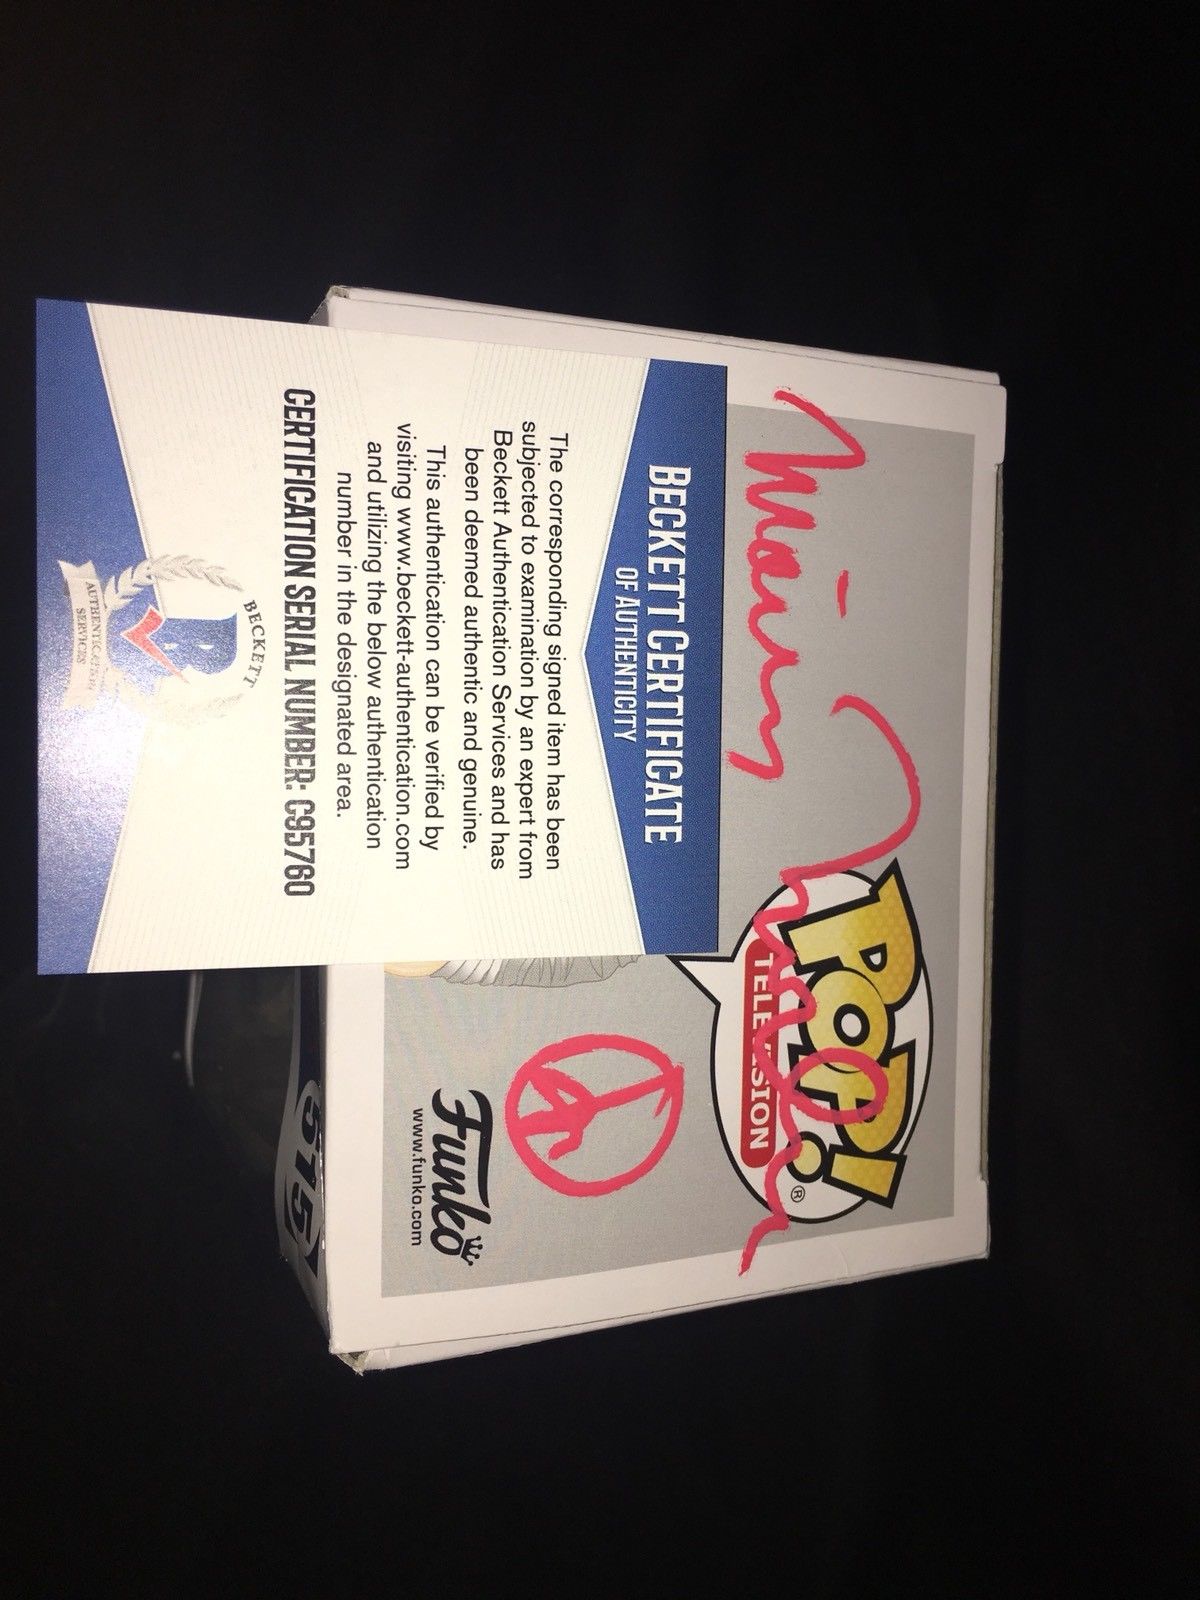 BECKETT CERTIFICATE
OF AUTHENTICITY
The corresponding signed item has been
subjected to examination by an expert from
Beckett Authentication Services and has
been deemed authentic and genuine.
This authentication can be verified by
visiting www.beckett-authentication.com
and utilizing the below authentication
number in the designated area.
CERTIFICATION SERIAL NUMBER: C95760
BECKETT
B
AUTHENTICATION
SERVICES
POP!
®
TELEVISION
Funko
www.funko.com
515